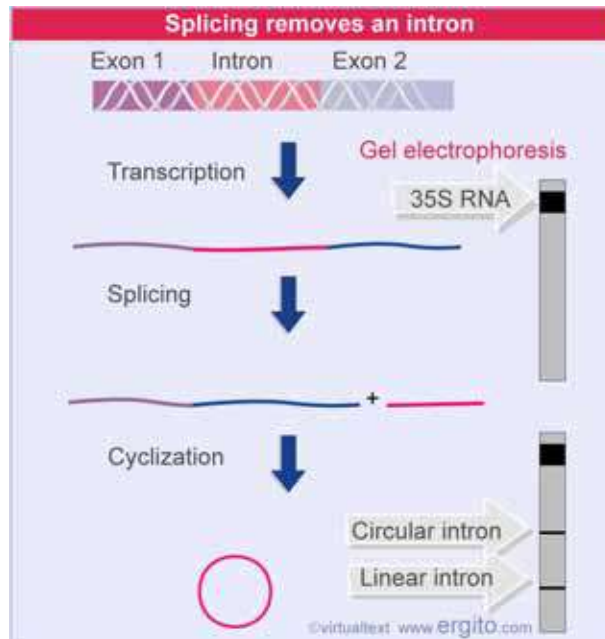 Splicing removes an intron
Exon 1 Intron Exon 2
Gel electrophoresis
Transcription
35S RNA
Splicing
+
Cyclization
Circular intron
Linear intron
©virtualtext www.ergito.com